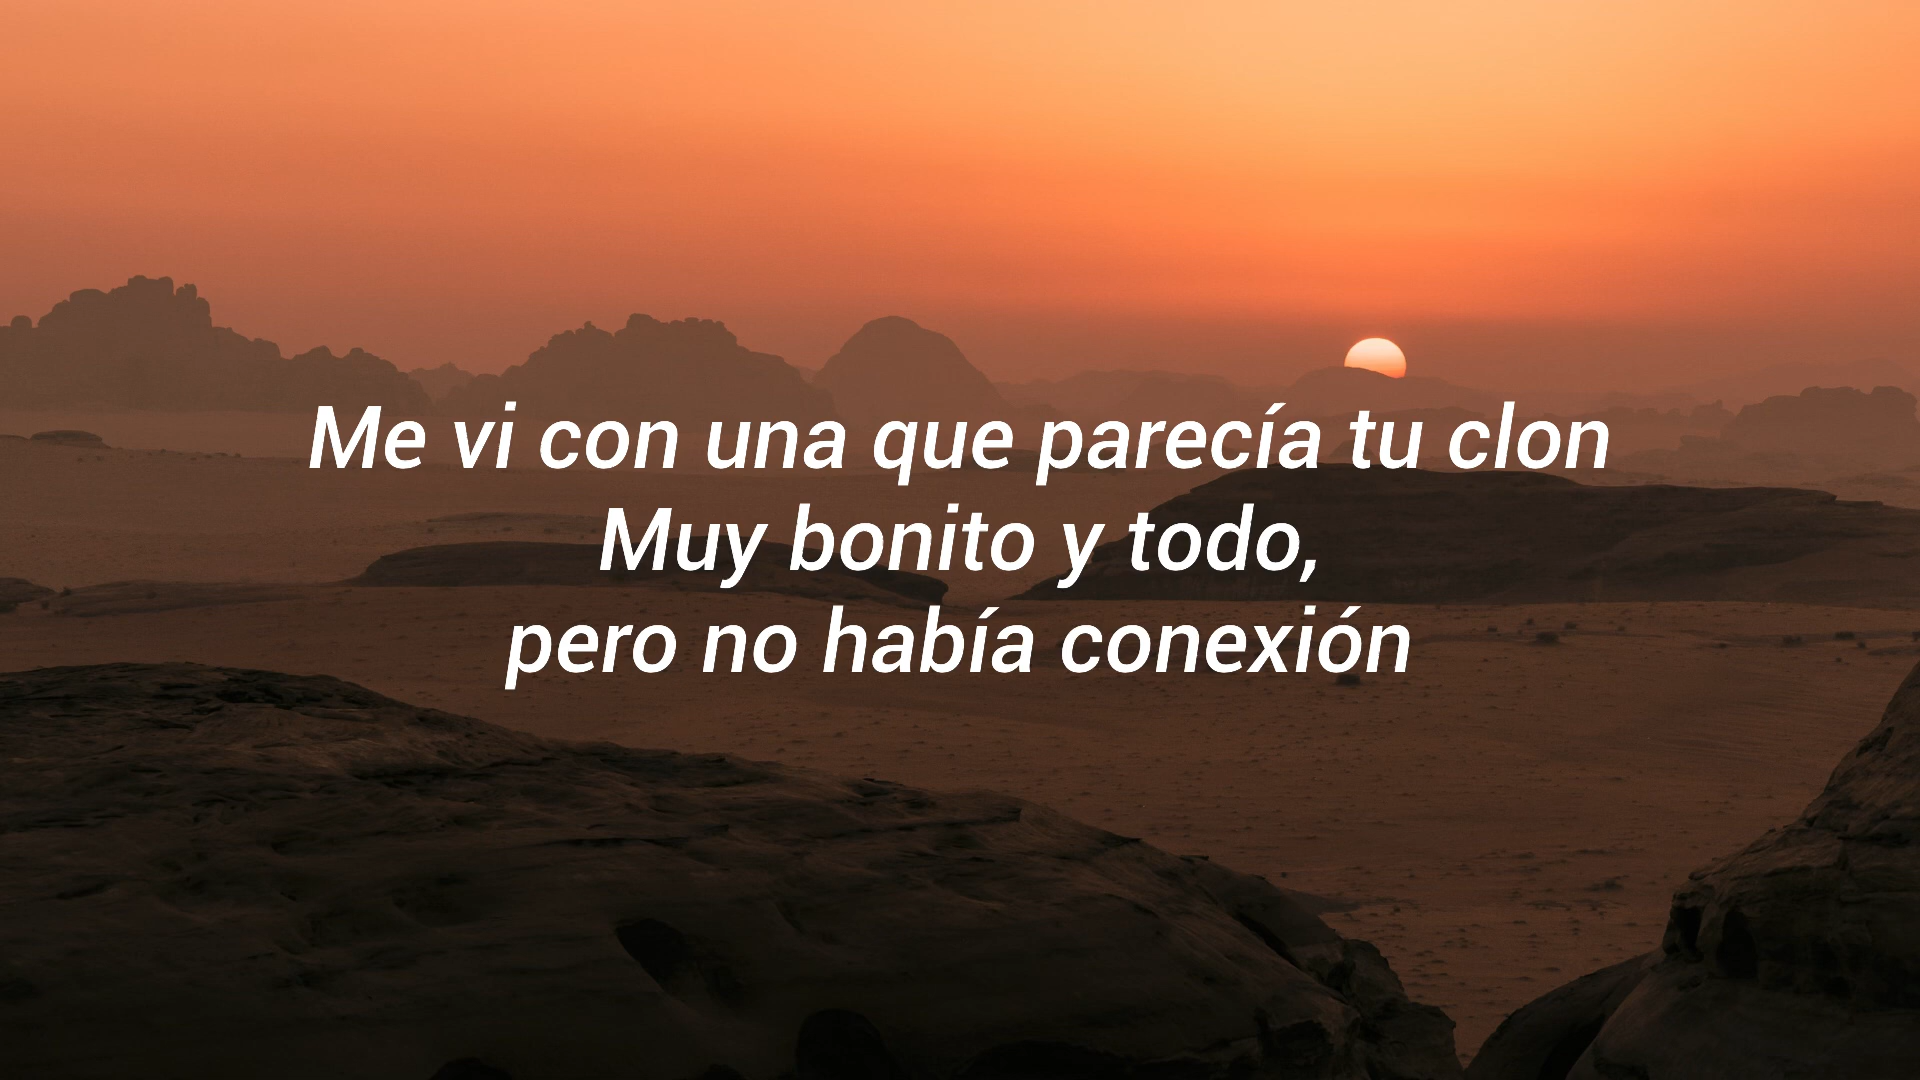 Me vi con una que parecía tu clon
Muy bonito y todo,
pero no había conexión